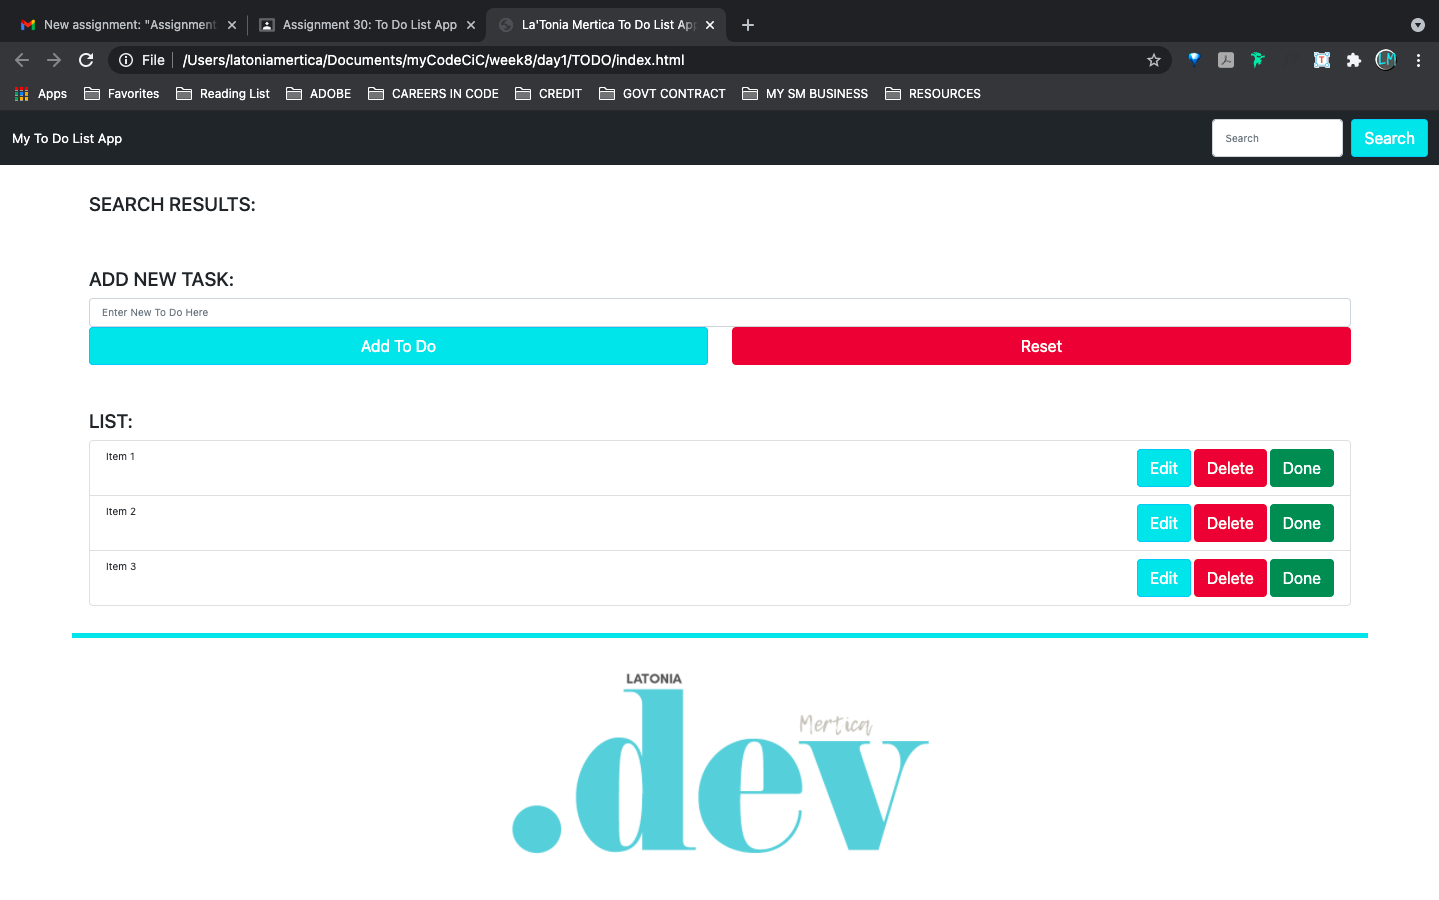 New assignment: "Assignment
Assignment 30: To Do List App
La'Tonia Mertica To Do List App
File
/Users/latoniamertica/Documents/myCodeCiC/week8/day1/TODO/index.html
LM
Apps
Favorites
Reading List
ADOBE
CAREERS IN CODE
CREDIT
GOVT CONTRACT
MY SM BUSINESS
RESOURCES
My To Do List App
Search
Search
SEARCH RESULTS:
ADD NEW TASK:
Enter New To Do Here
Add To Do
Reset
LIST:
Item 1
Edit Delete Done
Item 2
Edit Delete Done
Item 3
Edit Delete Done
LATONIA
Mertica
.dev